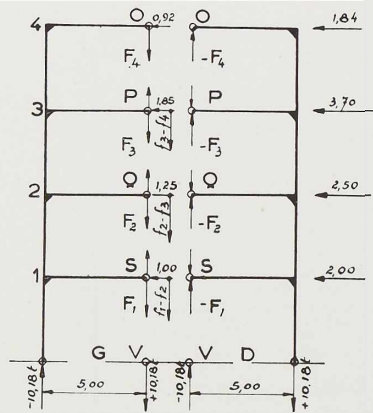 4 O 0,92 O 1,84
F4 -F4
3 P 1,85 P 3,70
F3 f3-f4 -F3
2 Q 1,25 Q 2,50
F2 f2-f3 -F2
1 S 1,00 S 2,00
F1 f1-f2 -F1
G V V D
-10,18t +10,18t -10,18t +10,18t
5,00 5,00